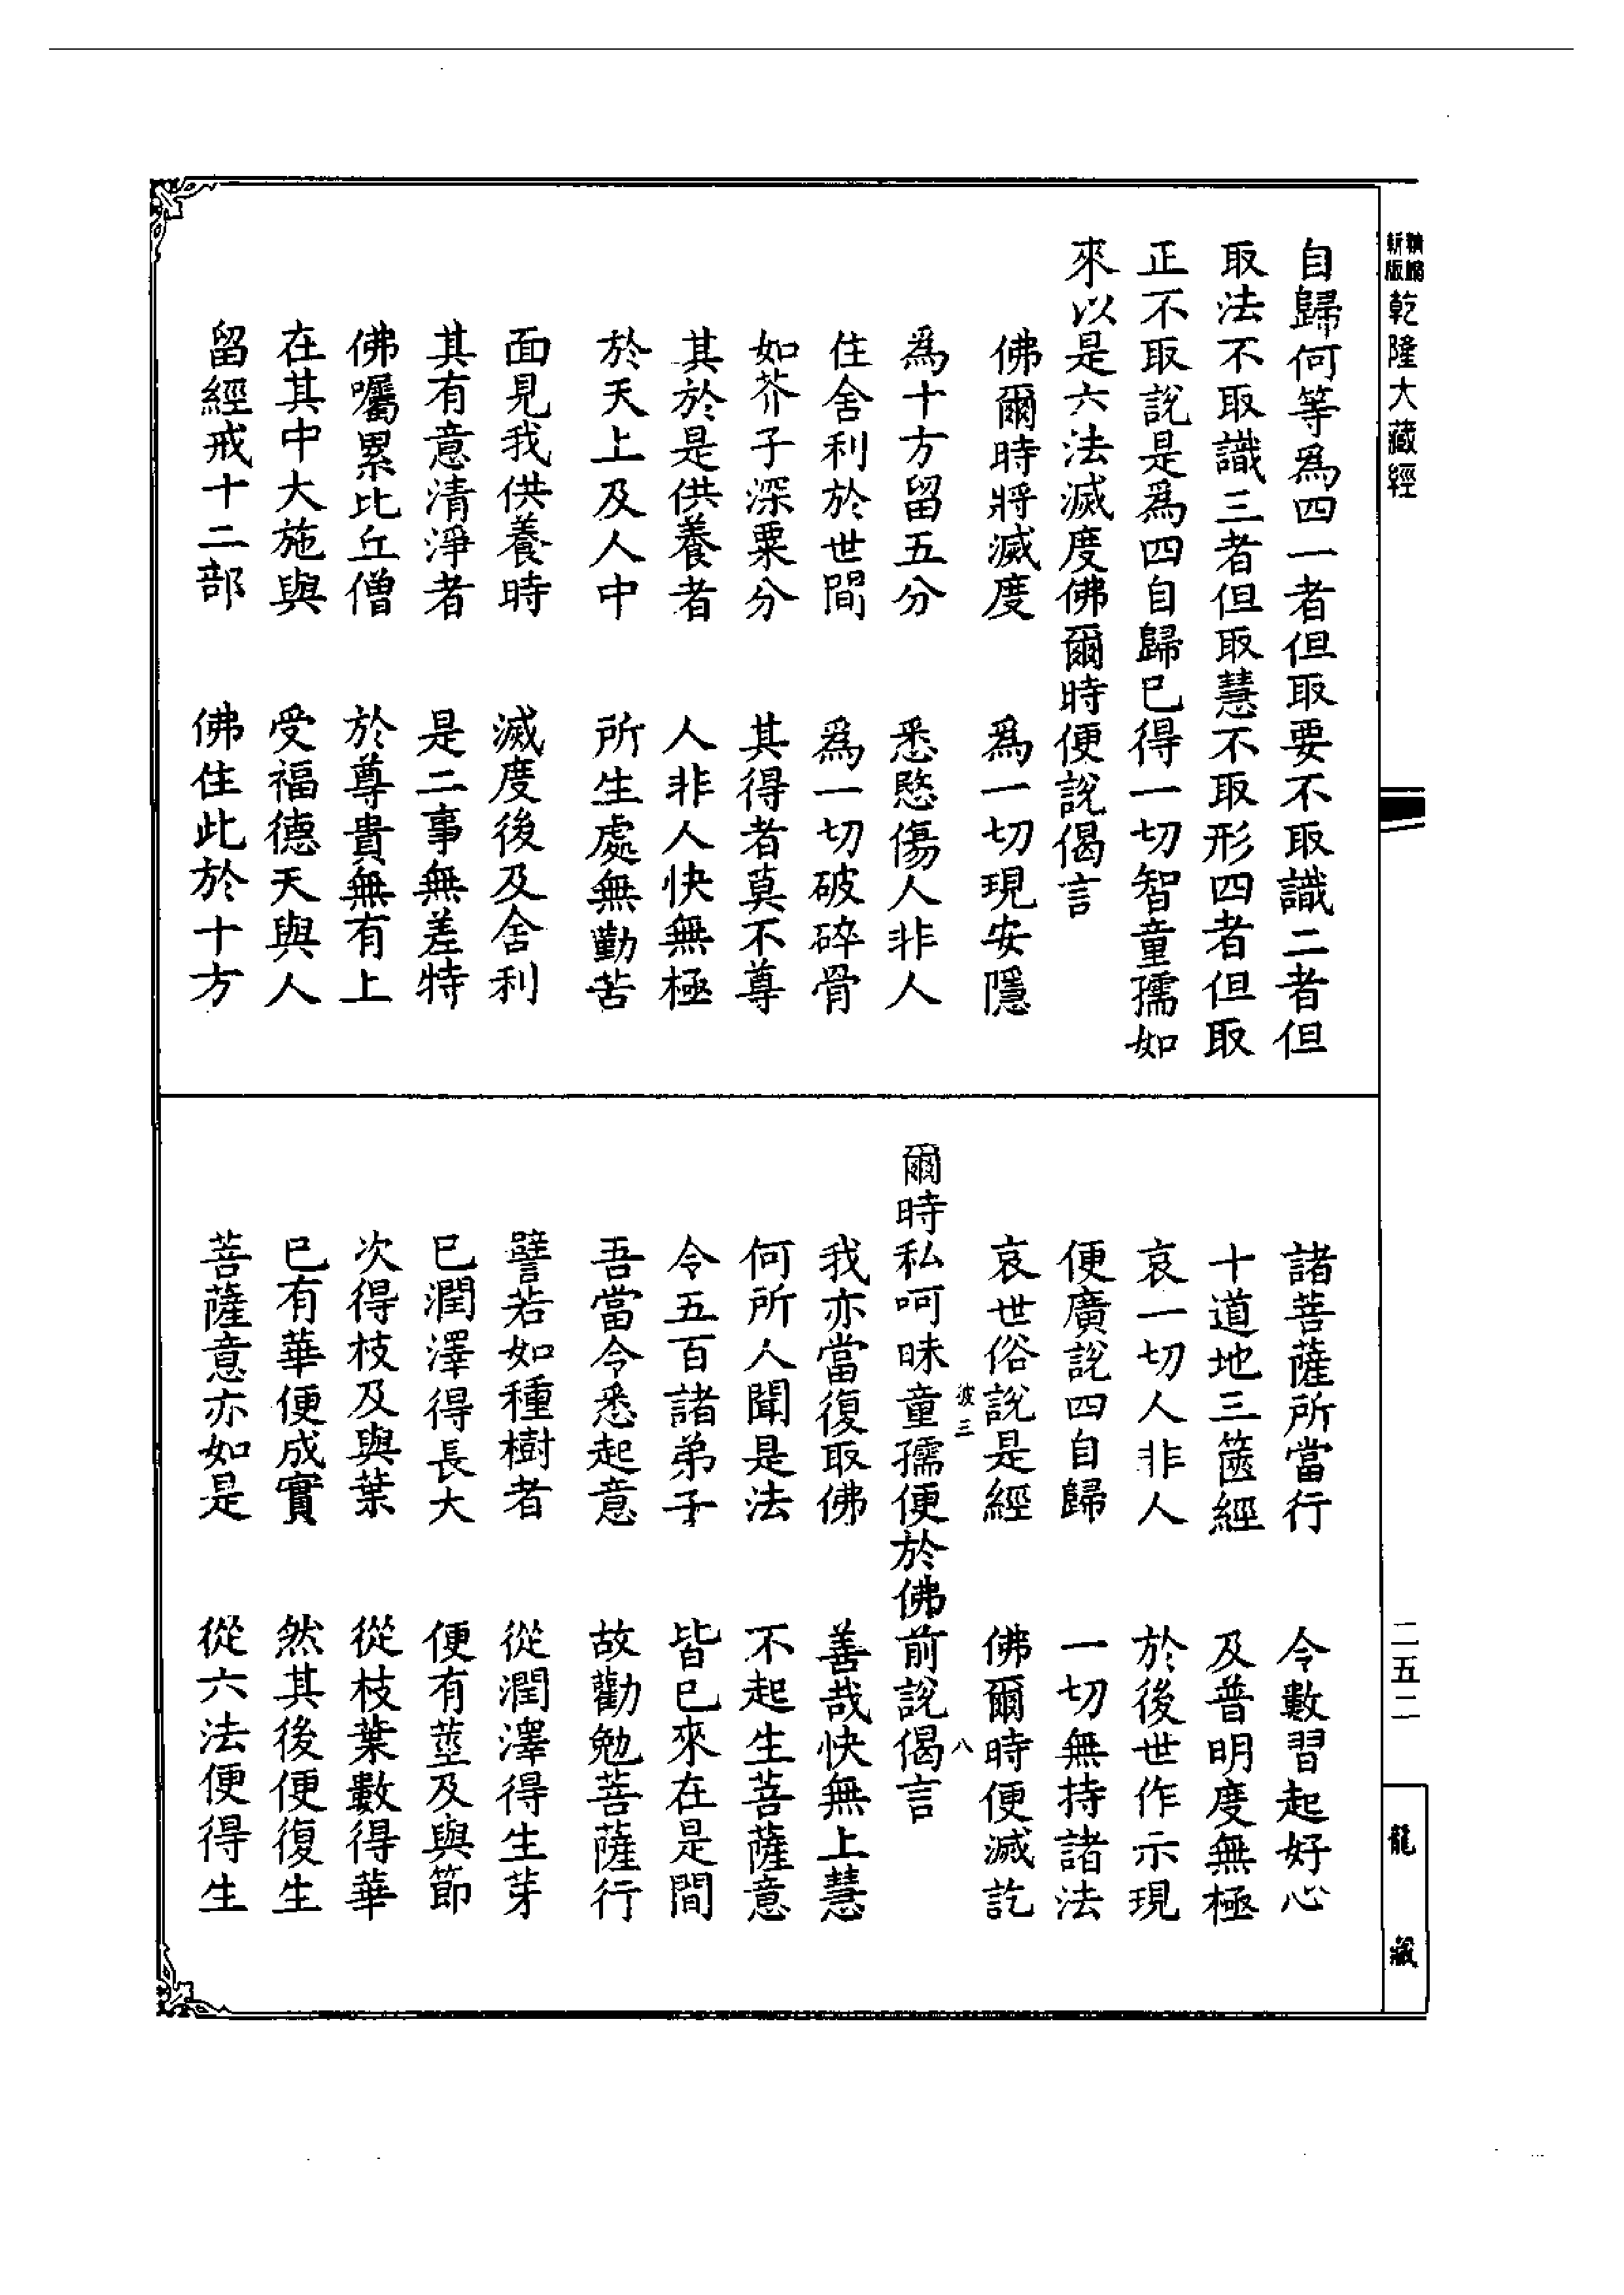 精編新版乾隆大藏經
自歸何等為四一者但取要不取識二者但
取法不取識三者但取慧不取形四者但取
正不取說是為四自歸已得一切智童孺如
來以是六法滅度佛爾時便說偈言
佛爾時將滅度　為一切現安隱
為十方留五分　悉愍傷人非人
住舍利於世間　為一切破碎骨
如芥子深粟分　其得者莫不尊
其於是供養者　人非人快無極
於天上及人中　所生處無勤苦
面見我供養時　滅度後及舍利
其有意清淨者　是二事無差特
佛囑累比丘僧　於尊貴無有上
在其中大施與　受福德天與人
留經戒十二部　佛住此於十方
諸菩薩所當行　令數習起好心
十道地三篋經　及普明度無極
哀一切人非人　於後世作示現
便廣說四自歸　一切無持諸法
哀世俗說是經　佛爾時便滅訖
彼三　八
爾時私呵昧童孺便於佛前說偈言
我亦當復取佛　善哉快無上慧
何所人聞是法　不起生菩薩意
令五百諸弟子　皆已來在是間
吾當令悉起意　故勸勉菩薩行
譬若如種樹者　從潤澤得生芽
已潤澤得長大　便有莖及與節
次得枝及與葉　從枝葉數得華
已有華便成實　然其後便復生
菩薩意亦如是　從六法便得生
二五二
龍藏